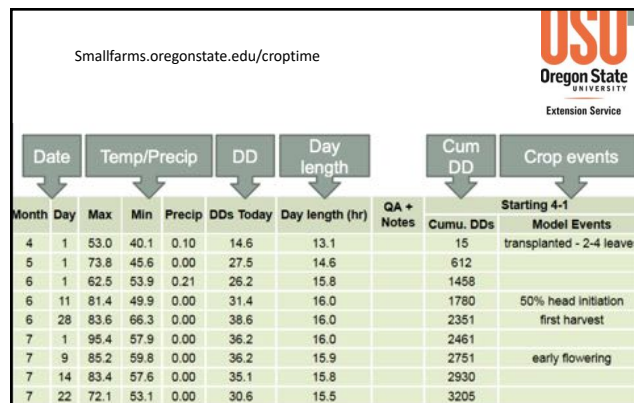 Smallfarms.oregonstate.edu/croptime
OSU
Oregon State
UNIVERSITY
Extension Service
Date Temp/Precip DD Day length Cum DD Crop events
Month Day Max Min Precip DDs Today Day length (hr) QA + Notes Starting 4-1
Cumu. DDs Model Events
4 1 53.0 40.1 0.10 14.6 13.1 15 transplanted - 2-4 leave
5 1 73.8 45.6 0.00 27.5 14.6 612
6 1 62.5 53.9 0.21 26.2 15.8 1458
6 11 81.4 49.9 0.00 31.4 16.0 1780 50% head initiation
6 28 83.6 66.3 0.00 38.6 16.0 2351 first harvest
7 1 95.4 57.9 0.00 36.2 16.0 2461
7 9 85.2 59.8 0.00 36.2 15.9 2751 early flowering
7 14 83.4 57.6 0.00 35.1 15.8 2930
7 22 72.1 53.1 0.00 30.6 15.5 3205